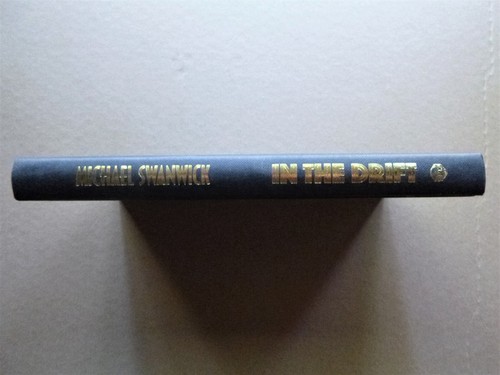 MICHAEL SWANWICK
IN THE DRIFT